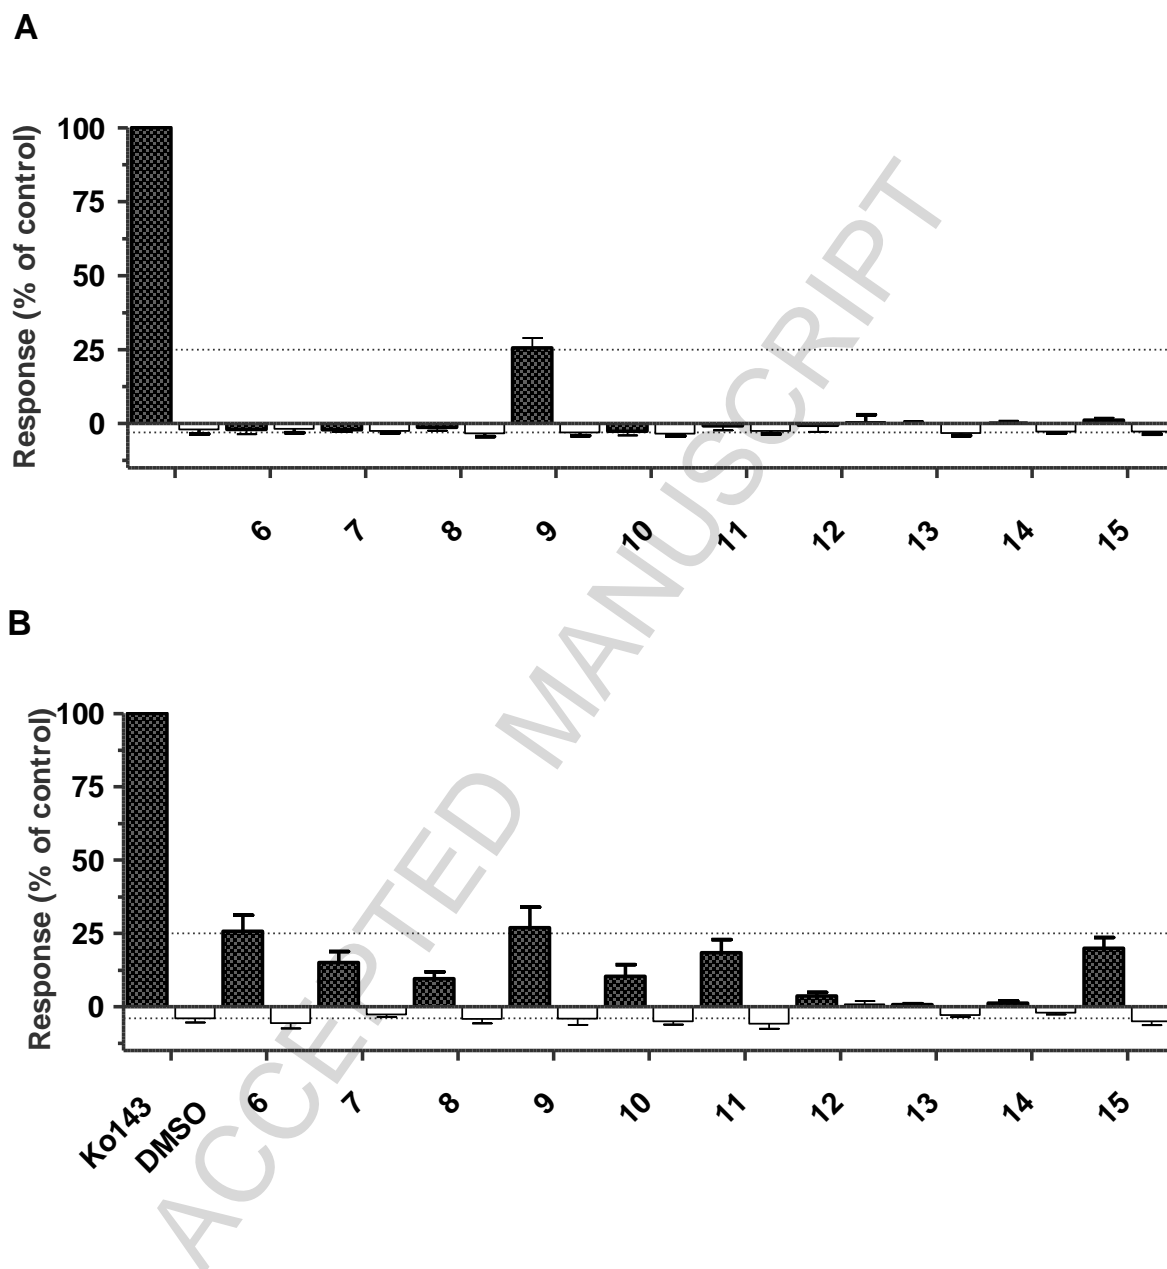 A
Response (% of control)
100
75
50
25
0
6 7 8 9 10 11 12 13 14 15
B
Response (% of control)
100
75
50
25
0
Ko143 DMSO 6 7 8 9 10 11 12 13 14 15
ACCEPTED MANUSCRIPT